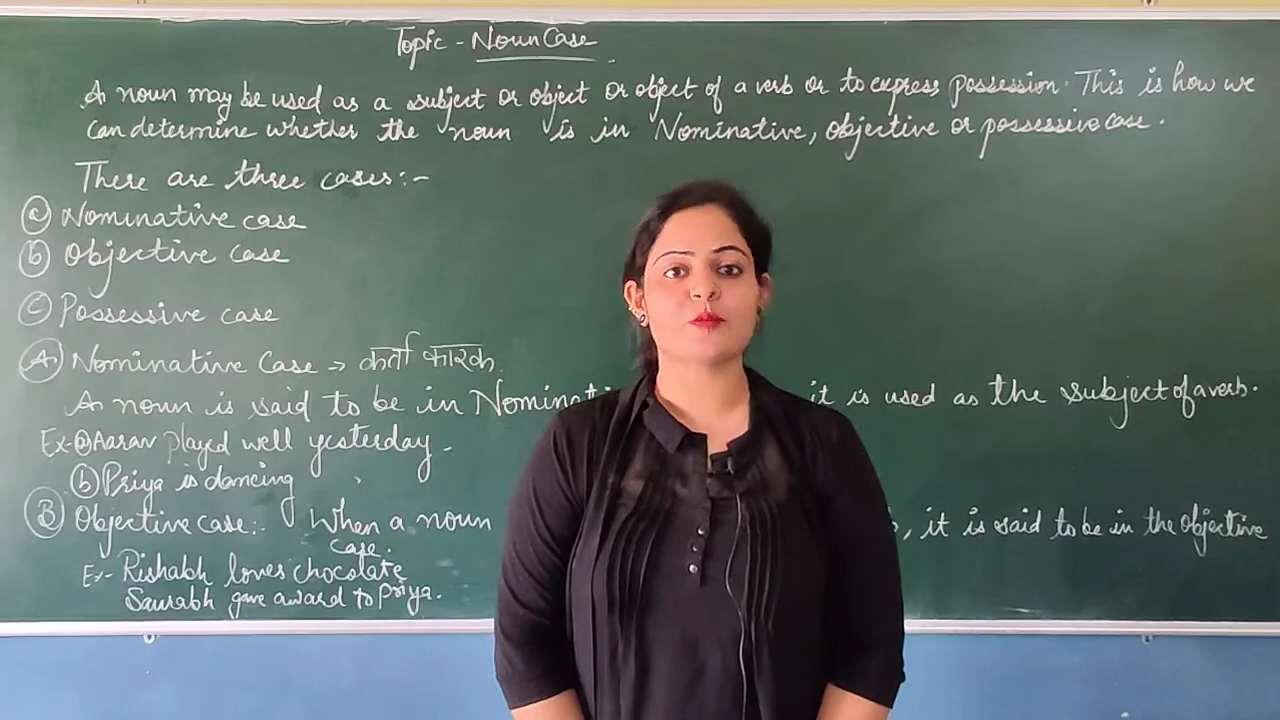 Topic - Noun Case
A noun may be used as a subject or object or object of a verb or to express possession. This is how we
can determine whether the noun is in Nominative, objective or possessive case.
There are three cases:-
(a) Nominative case
(b) Objective case
(c) Possessive case
(A) Nominative Case → कर्ता कारक
A noun is said to be in it is used as the subject of a verb.
Ex- (a) Aarav played well yesterday.
(b) Priya is dancing
(B) Objective case:- When a noun , it is said to be in the objective
case.
Ex- Rishabh loves chocolate
Saurabh gave award to Priya.